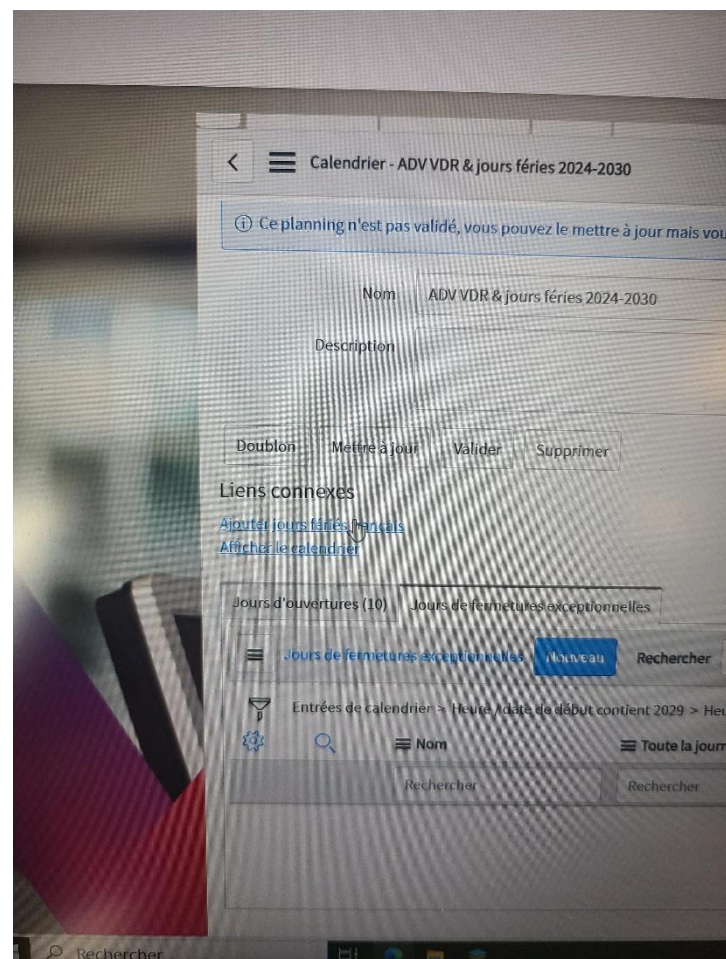 Calendrier - ADV VDR & jours féries 2024-2030
Ce planning n'est pas validé, vous pouvez le mettre à jour mais vou
Nom ADV VDR & jours féries 2024-2030
Description
Doublon Mettre à jour Valider Supprimer
Liens connexes
Ajouter jours fériés français
Afficher le calendrier
Jours d'ouvertures (10) Jours de fermetures exceptionnelles
Jours de fermetures exceptionnelles Nouveau Rechercher
Entrées de calendrier > Heure /date de début contient 2029 > Heu
Nom Toute la journ
Rechercher Rechercher
Rechercher